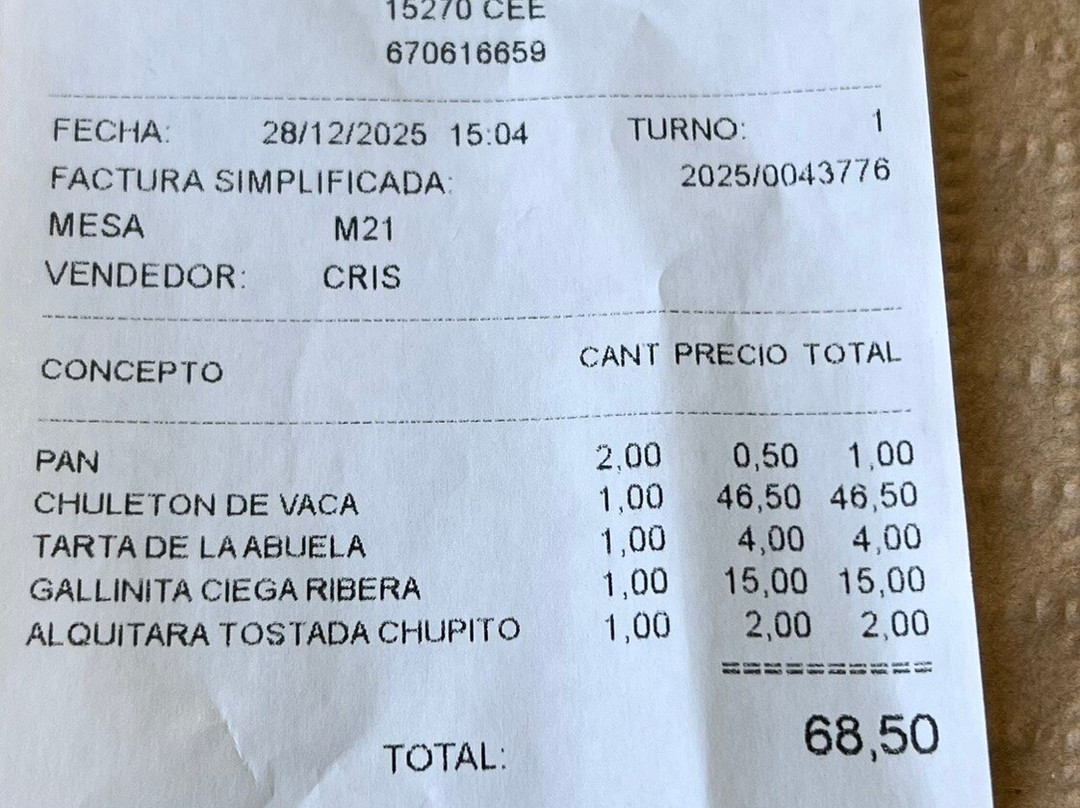 15270 CEE
670616659
FECHA: 28/12/2025 15:04 TURNO: 1
FACTURA SIMPLIFICADA: 2025/0043776
MESA M21
VENDEDOR: CRIS
CONCEPTO CANT PRECIO TOTAL
PAN 2,00 0,50 1,00
CHULETON DE VACA 1,00 46,50 46,50
TARTA DE LA ABUELA 1,00 4,00 4,00
GALLINITA CIEGA RIBERA 1,00 15,00 15,00
ALQUITARA TOSTADA CHUPITO 1,00 2,00 2,00
==========
TOTAL: 68,50